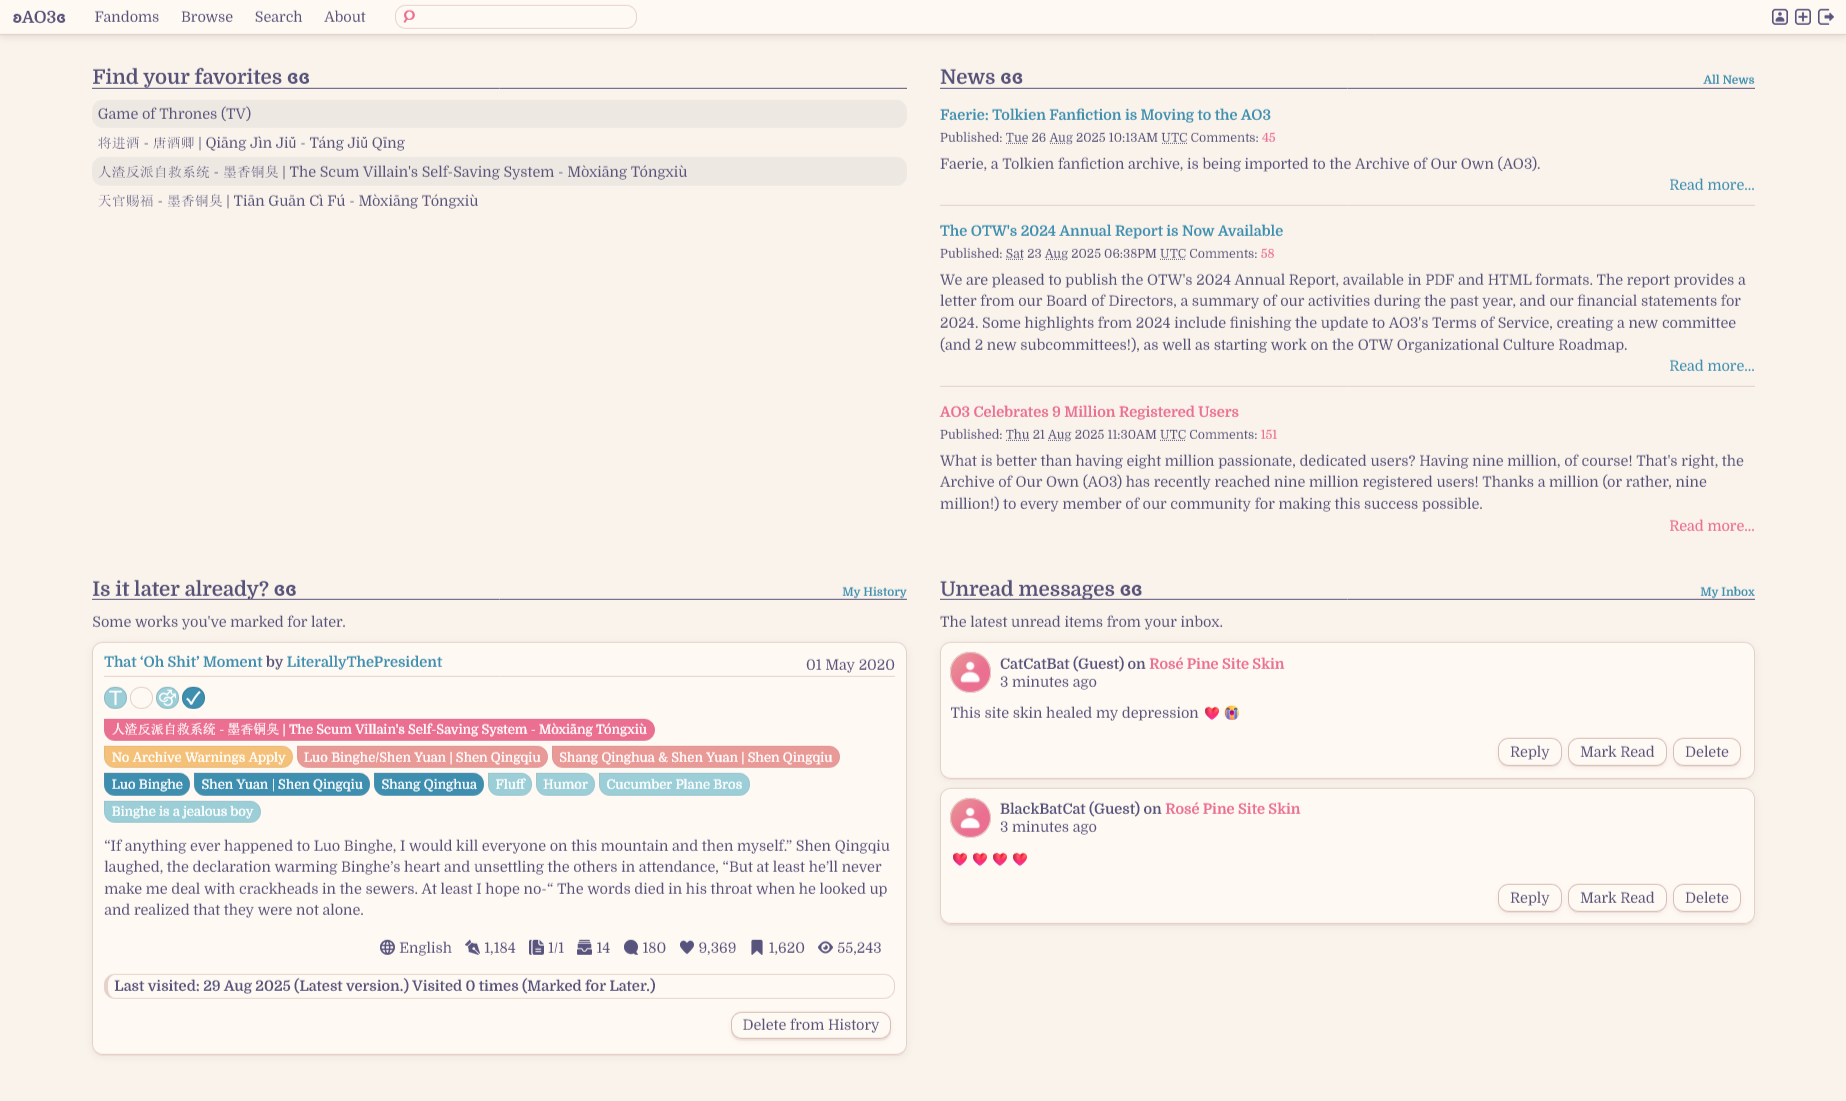 ʚAO3ɞ Fandoms Browse Search About
Find your favorites ɞɞ
Game of Thrones (TV)
将进酒 - 唐酒卿 | Qiāng Jìn Jiǔ - Táng Jiǔ Qīng
人渣反派自救系统 - 墨香铜臭 | The Scum Villain's Self-Saving System - Mòxiāng Tóngxiù
天官赐福 - 墨香铜臭 | Tiān Guān Cì Fú - Mòxiāng Tóngxiù
News ɞɞ All News
Faerie: Tolkien Fanfiction is Moving to the AO3
Published: Tue 26 Aug 2025 10:13AM UTC Comments: 45
Faerie, a Tolkien fanfiction archive, is being imported to the Archive of Our Own (AO3).
Read more...
The OTW's 2024 Annual Report is Now Available
Published: Sat 23 Aug 2025 06:38PM UTC Comments: 58
We are pleased to publish the OTW's 2024 Annual Report, available in PDF and HTML formats. The report provides a
letter from our Board of Directors, a summary of our activities during the past year, and our financial statements for
2024. Some highlights from 2024 include finishing the update to AO3's Terms of Service, creating a new committee
(and 2 new subcommittees!), as well as starting work on the OTW Organizational Culture Roadmap.
Read more...
AO3 Celebrates 9 Million Registered Users
Published: Thu 21 Aug 2025 11:30AM UTC Comments: 151
What is better than having eight million passionate, dedicated users? Having nine million, of course! That's right, the
Archive of Our Own (AO3) has recently reached nine million registered users! Thanks a million (or rather, nine
million!) to every member of our community for making this success possible.
Read more...
Is it later already? ɞɞ My History
Some works you've marked for later.
That ‘Oh Shit’ Moment by LiterallyThePresident 01 May 2020
T
人渣反派自救系统 - 墨香铜臭 | The Scum Villain's Self-Saving System - Mòxiāng Tóngxiù
No Archive Warnings Apply Luo Binghe/Shen Yuan | Shen Qingqiu Shang Qinghua & Shen Yuan | Shen Qingqiu
Luo Binghe Shen Yuan | Shen Qingqiu Shang Qinghua Fluff Humor Cucumber Plane Bros
Binghe is a jealous boy
“If anything ever happened to Luo Binghe, I would kill everyone on this mountain and then myself.” Shen Qingqiu
laughed, the declaration warming Binghe’s heart and unsettling the others in attendance, “But at least he’ll never
make me deal with crackheads in the sewers. At least I hope no-“ The words died in his throat when he looked up
and realized that they were not alone.
English 1,184 1/1 14 180 9,369 1,620 55,243
Last visited: 29 Aug 2025 (Latest version.) Visited 0 times (Marked for Later.)
Delete from History
Unread messages ɞɞ My Inbox
The latest unread items from your inbox.
CatCatBat (Guest) on Rosé Pine Site Skin
3 minutes ago
This site skin healed my depression ❤️ 😭
Reply Mark Read Delete
BlackBatCat (Guest) on Rosé Pine Site Skin
3 minutes ago
❤️ ❤️ ❤️ ❤️
Reply Mark Read Delete